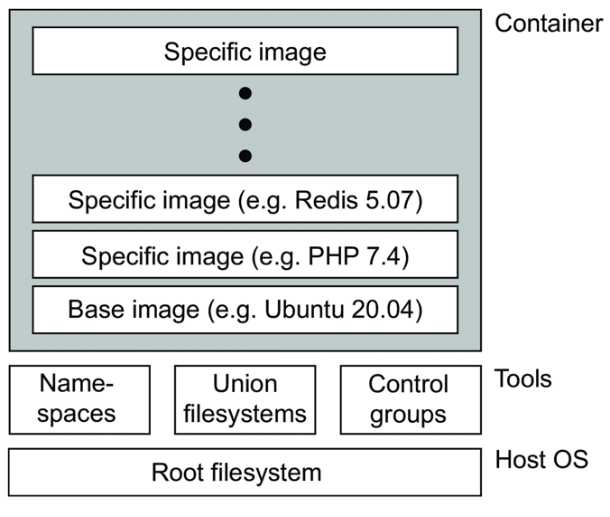 Container
Specific image
Specific image (e.g. Redis 5.07)
Specific image (e.g. PHP 7.4)
Base image (e.g. Ubuntu 20.04)
Name-
spaces
Union
filesystems
Control
groups
Tools
Root filesystem
Host OS